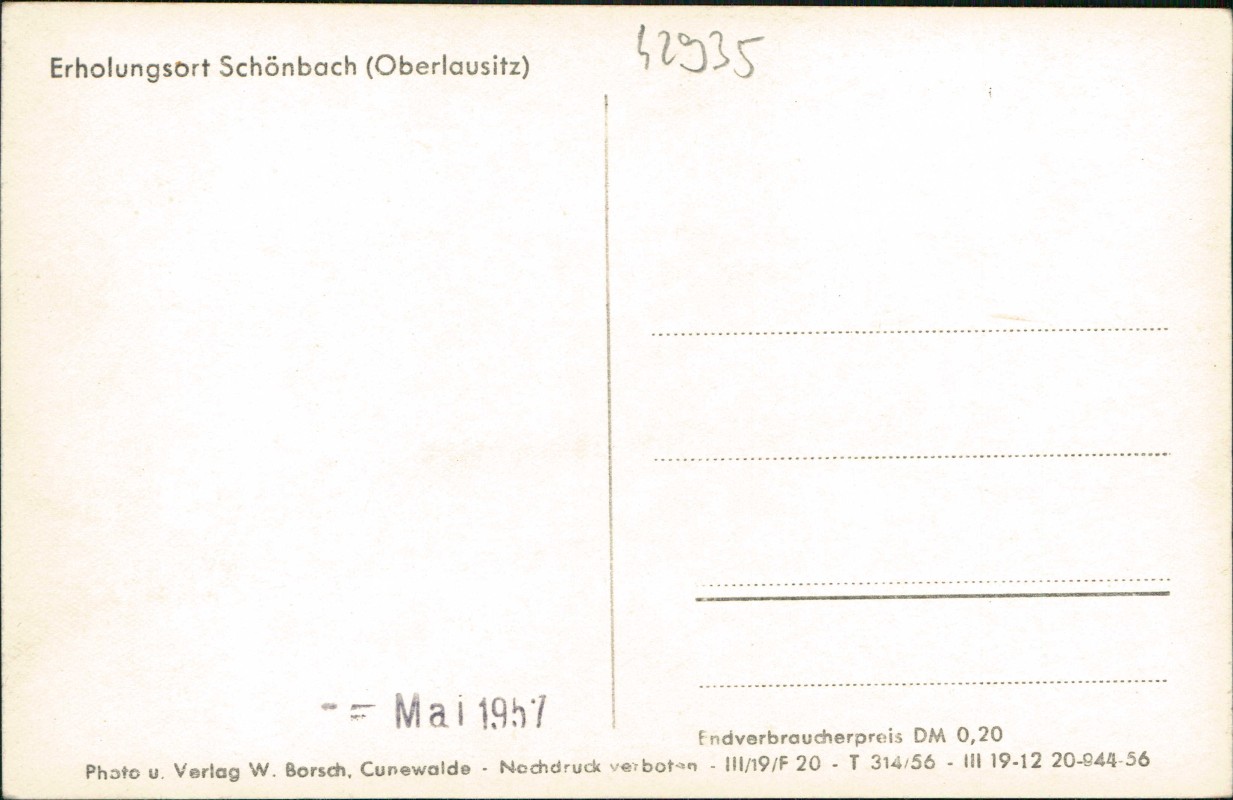 Erholungsort Schönbach (Oberlausitz)
42935
Mai 1957
Endverbraucherpreis DM 0,20
Photo u. Verlag W. Borsch, Cunewalde - Nachdruck verboten - III/19/F 20 - T 314/56 - III 19-12 20-944-56